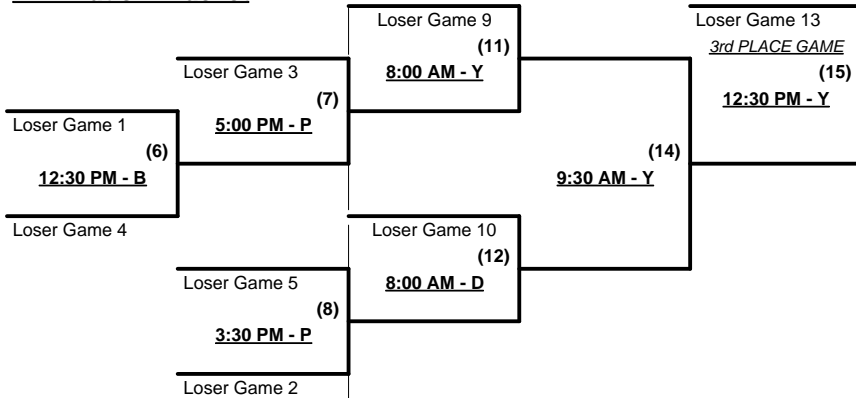 Loser Game 9
Loser Game 13
(11)
3rd PLACE GAME
Loser Game 3
8:00 AM - Y
(15)
(7)
12:30 PM - Y
Loser Game 1
5:00 PM - P
(6)
(14)
12:30 PM - B
9:30 AM - Y
Loser Game 4
Loser Game 10
(12)
Loser Game 5
8:00 AM - D
(8)
3:30 PM - P
Loser Game 2